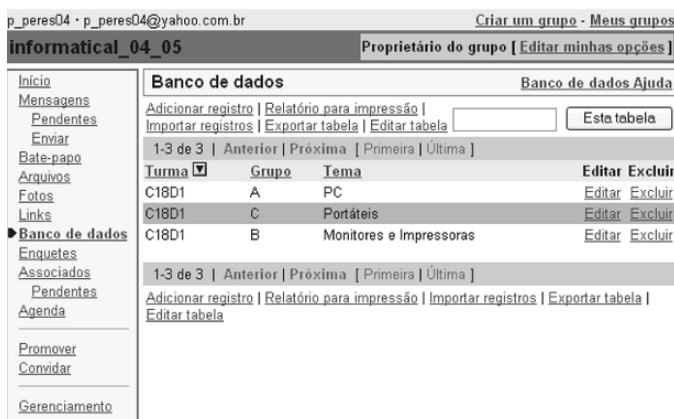 p_peres04 · p_peres04@yahoo.com.br Criar um grupo - Meus grupos
informatical_04_05 Proprietário do grupo [ Editar minhas opções ]
Início
Mensagens
Pendentes
Enviar
Bate-papo
Arquivos
Fotos
Links
Banco de dados
Enquetes
Associados
Pendentes
Agenda
Promover
Convidar
Gerenciamento
Banco de dados Banco de dados Ajuda
Adicionar registro | Relatório para impressão |
Importar registros | Exportar tabela | Editar tabela Esta tabela
1-3 de 3 | Anterior | Próxima [ Primeira | Última ]
Turma Grupo Tema Editar Excluir
C18D1 A PC Editar Excluir
C18D1 C Portáteis Editar Excluir
C18D1 B Monitores e Impressoras Editar Excluir
1-3 de 3 | Anterior | Próxima [ Primeira | Última ]
Adicionar registro | Relatório para impressão | Importar registros | Exportar tabela |
Editar tabela